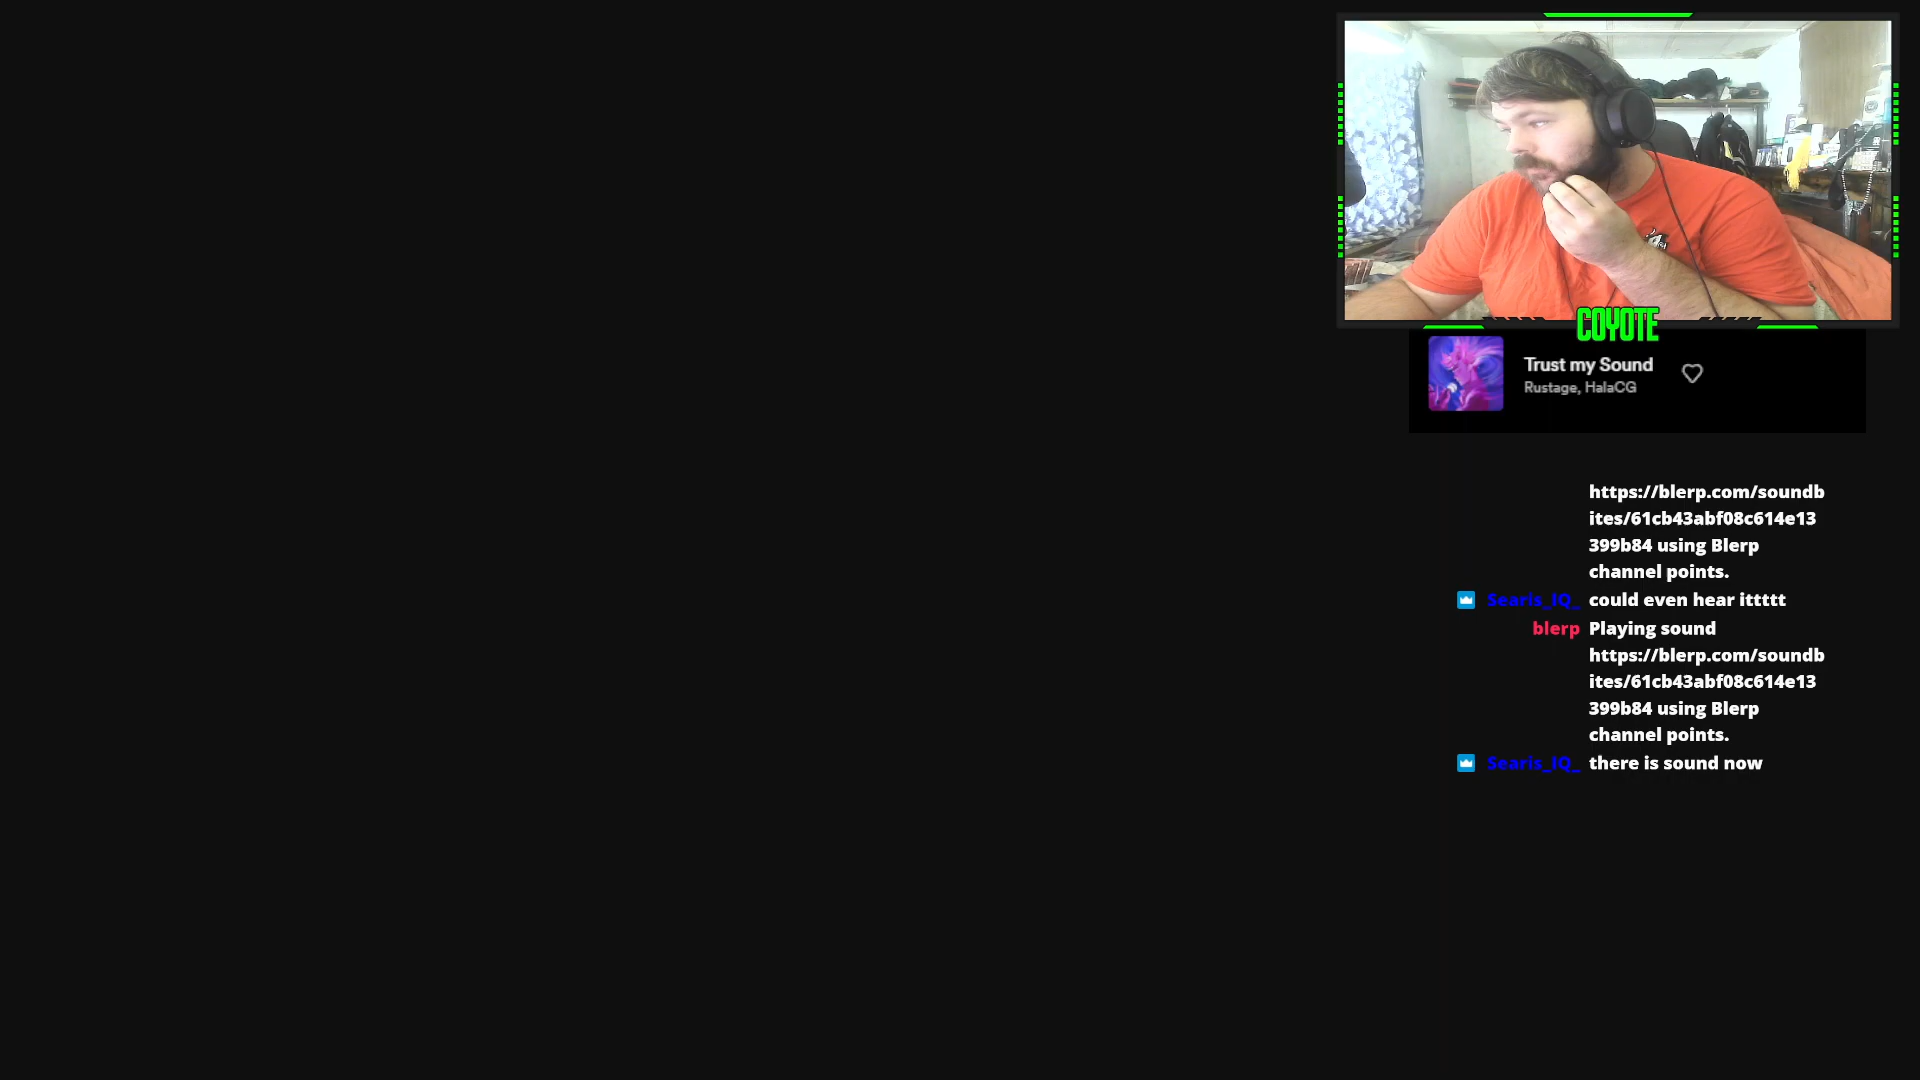 COYOTE
Trust my Sound
Rustage, HalaCG
https://blerp.com/soundb
ites/61cb43abf08c614e13
399b84 using Blerp
channel points.
Searis_IQ_ could even hear ittttt
blerp Playing sound
https://blerp.com/soundb
ites/61cb43abf08c614e13
399b84 using Blerp
channel points.
Searis_IQ_ there is sound now